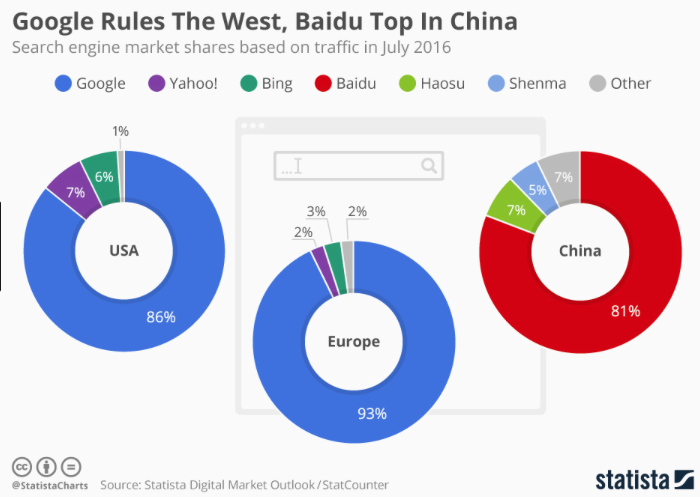 Google Rules The West, Baidu Top In China
Search engine market shares based on traffic in July 2016
Google Yahoo! Bing Baidu Haosu Shenma Other
1%
6%
7%
USA
86%
...
3% 2%
2%
Europe
93%
7%
5%
7%
China
81%
cc
@StatistaCharts Source: Statista Digital Market Outlook/StatCounter
statista